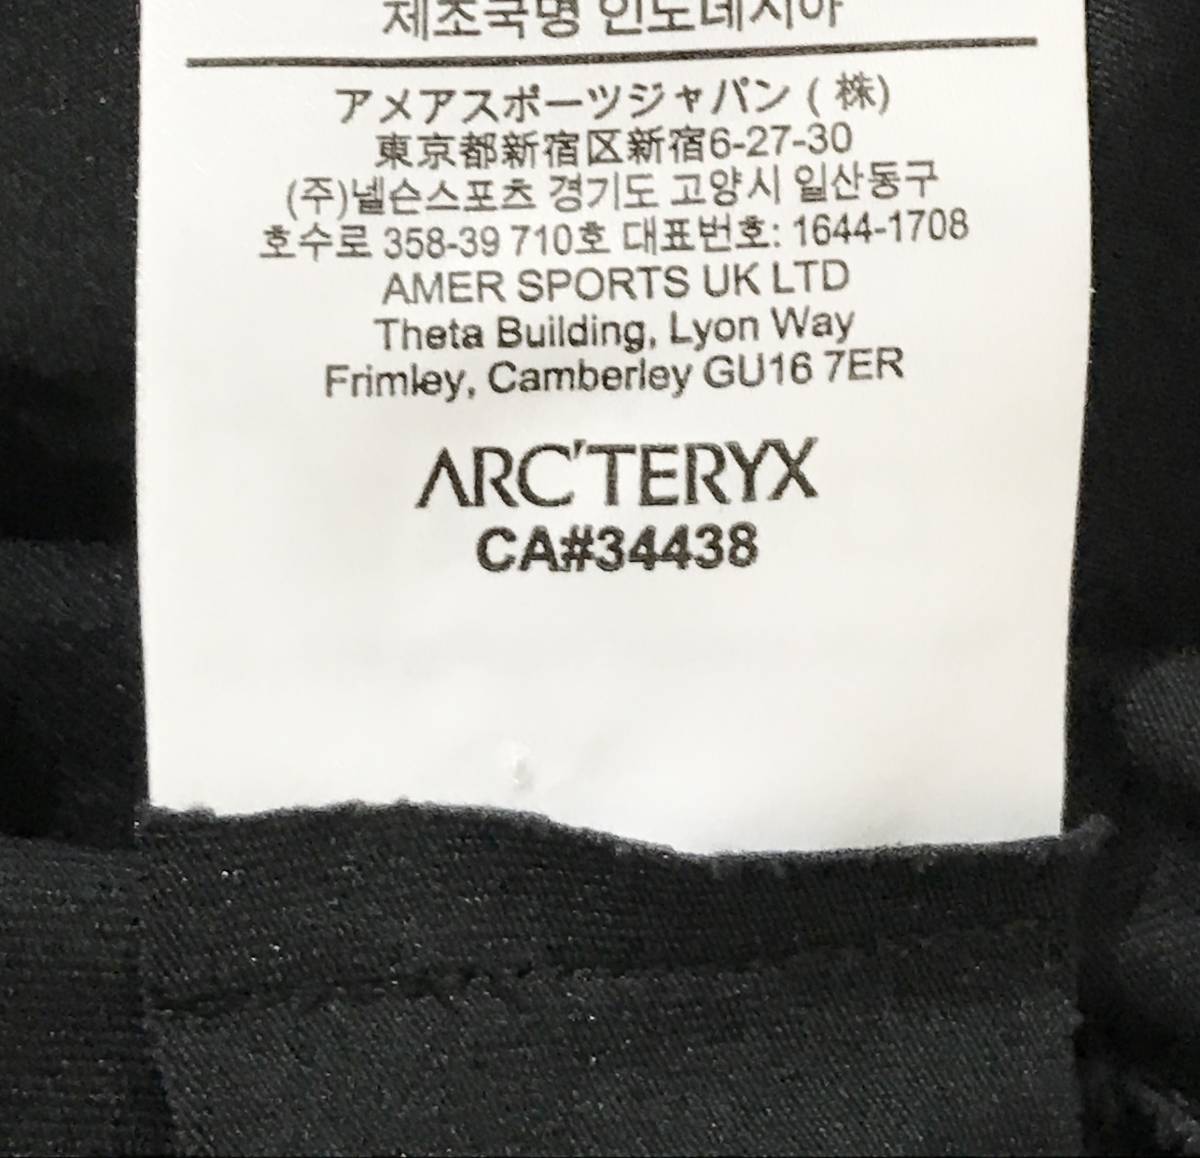 제조국명 인도네시아
アメアスポーツジャパン ( 株)
東京都新宿区新宿6-27-30
(주)넬슨스포츠 경기도 고양시 일산동구
호수로 358-39 710호 대표번호: 1644-1708
AMER SPORTS UK LTD
Theta Building, Lyon Way
Frimley, Camberley GU16 7ER
ARC'TERYX
CA#34438